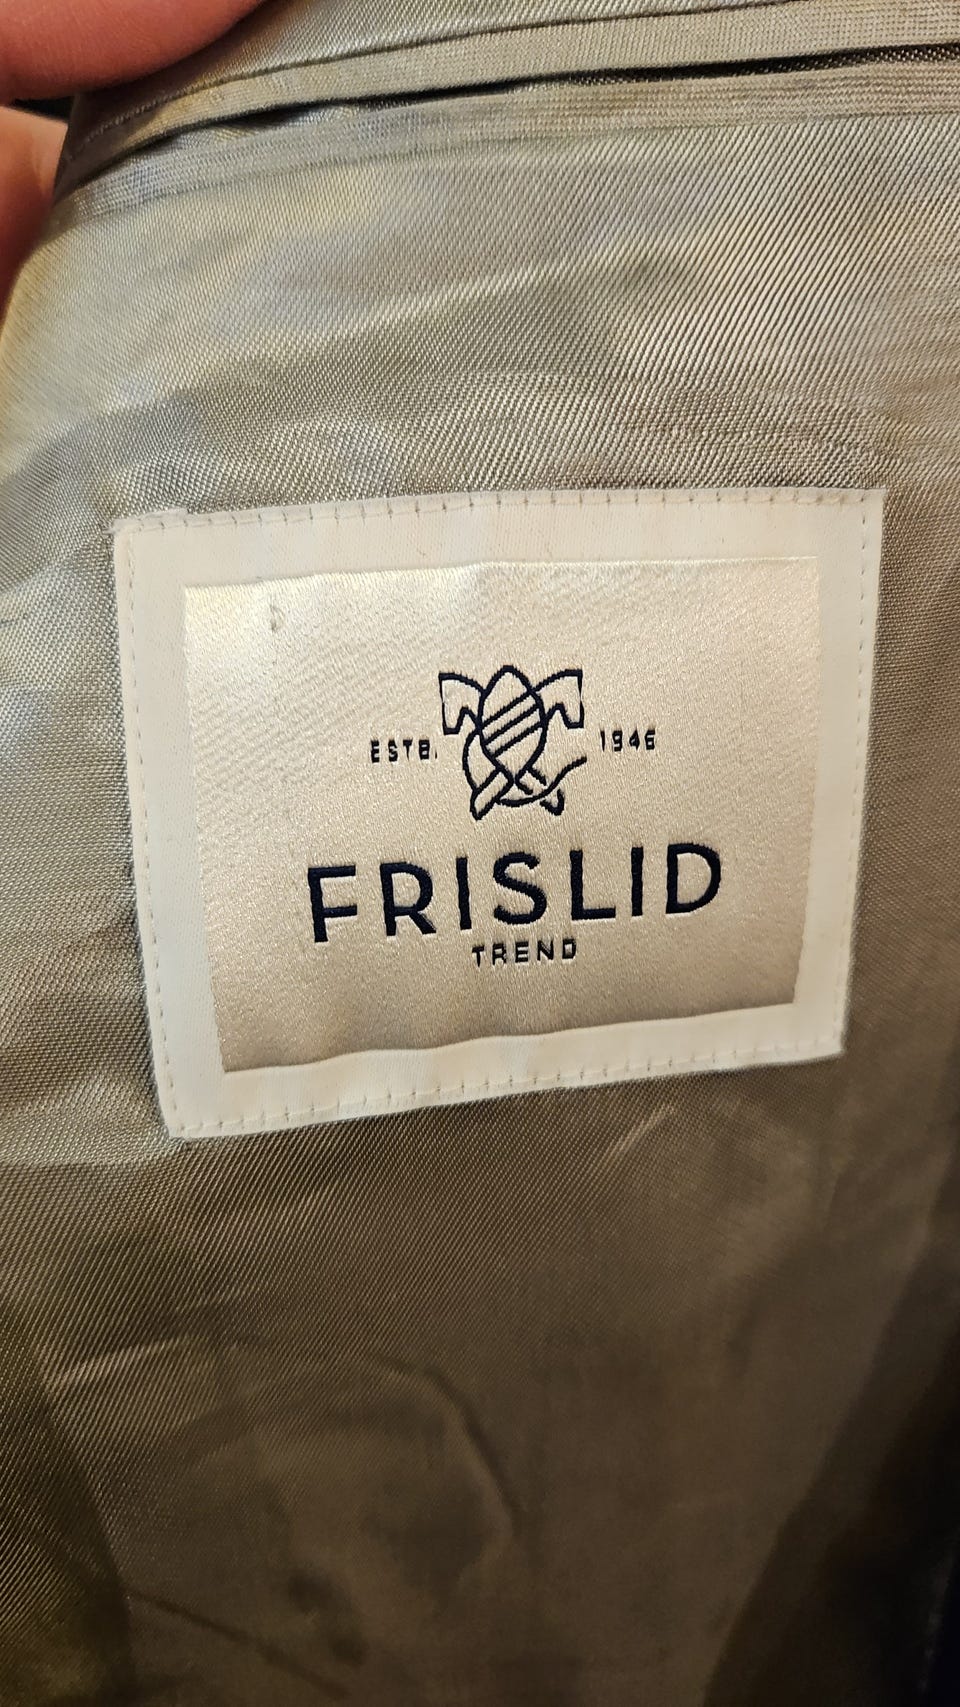 ESTB. 1946
FRISLID
TREND